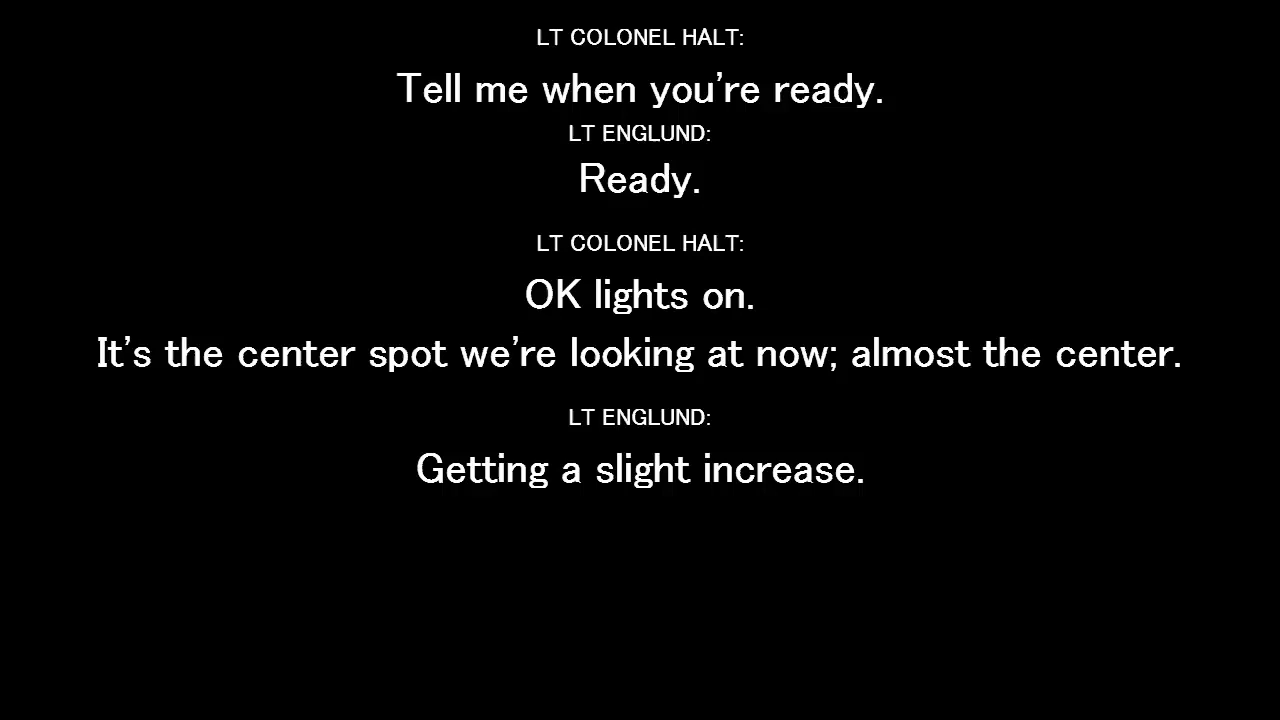 LT COLONEL HALT:
Tell me when you’re ready.
LT ENGLUND:
Ready.
LT COLONEL HALT:
OK lights on.
It’s the center spot we’re looking at now; almost the center.
LT ENGLUND:
Getting a slight increase.